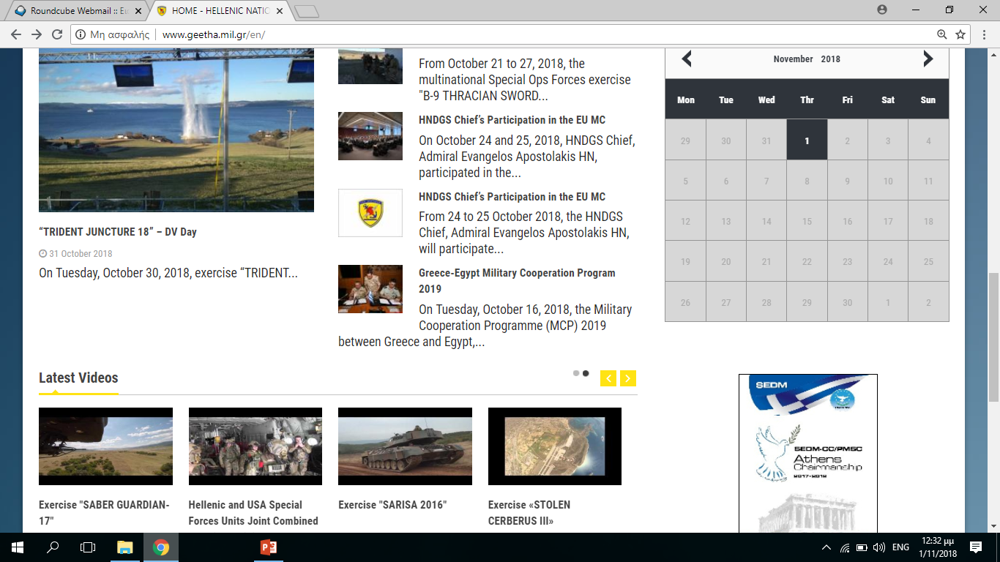 Roundcube Webmail :: Ει
HOME - HELLENIC NATIO
Μη ασφαλής
www.geetha.mil.gr/en/
“TRIDENT JUNCTURE 18” – DV Day
31 October 2018
On Tuesday, October 30, 2018, exercise “TRIDENT...
From October 21 to 27, 2018, the
multinational Special Ops Forces exercise
"B-9 THRACIAN SWORD...
HNDGS Chief’s Participation in the EU MC
On October 24 and 25, 2018, HNDGS Chief,
Admiral Evangelos Apostolakis HN,
participated in the...
HNDGS Chief’s Participation in the EU MC
From 24 to 25 October 2018, the HNDGS
Chief, Admiral Evangelos Apostolakis HN,
will participate...
Greece-Egypt Military Cooperation Program
2019
On Tuesday, October 16, 2018, the Military
Cooperation Programme (MCP) 2019
between Greece and Egypt,...
November 2018
Mon Tue Wed Thr Fri Sat Sun
29 30 31 1 2 3 4
5 6 7 8 9 10 11
12 13 14 15 16 17 18
19 20 21 22 23 24 25
26 27 28 29 30 1 2
Latest Videos
Exercise "SABER GUARDIAN-
17"
Hellenic and USA Special
Forces Units Joint Combined
Exercise "SARISA 2016"
Exercise «STOLEN
CERBERUS III»
SEDM
SEDM-CC/PMSC
Athens
Chairmanship
2017-2019
ENG
12:32 μμ
1/11/2018